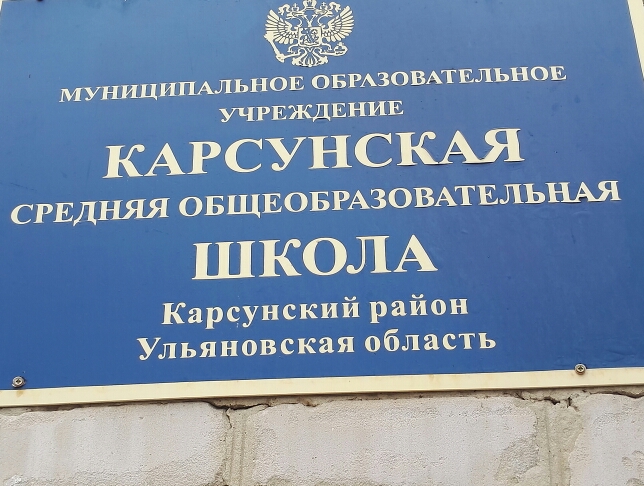 МУНИЦИПАЛЬНОЕ ОБРАЗОВАТЕЛЬНОЕ
УЧРЕЖДЕНИЕ
КАРСУНСКАЯ
СРЕДНЯЯ ОБЩЕОБРАЗОВАТЕЛЬНАЯ
ШКОЛА
Карсунский район
Ульяновская область